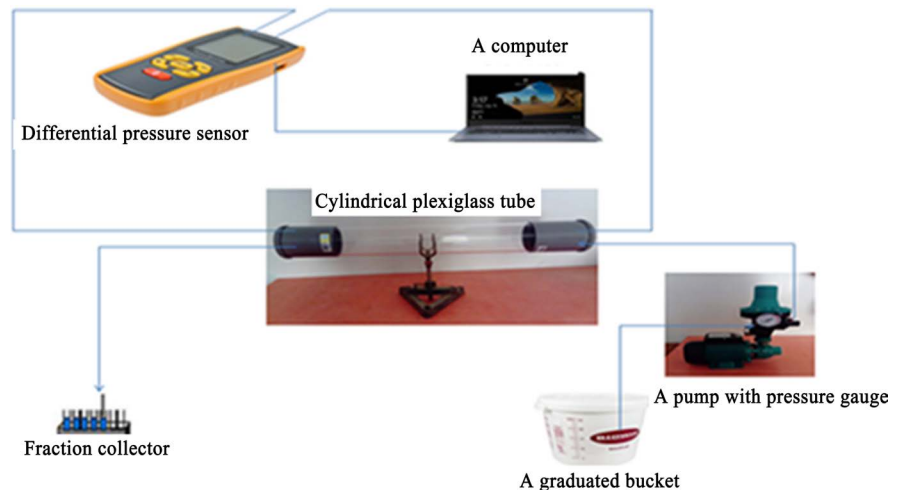 A computer
Differential pressure sensor
Cylindrical plexiglass tube
A pump with pressure gauge
Fraction collector
A graduated bucket